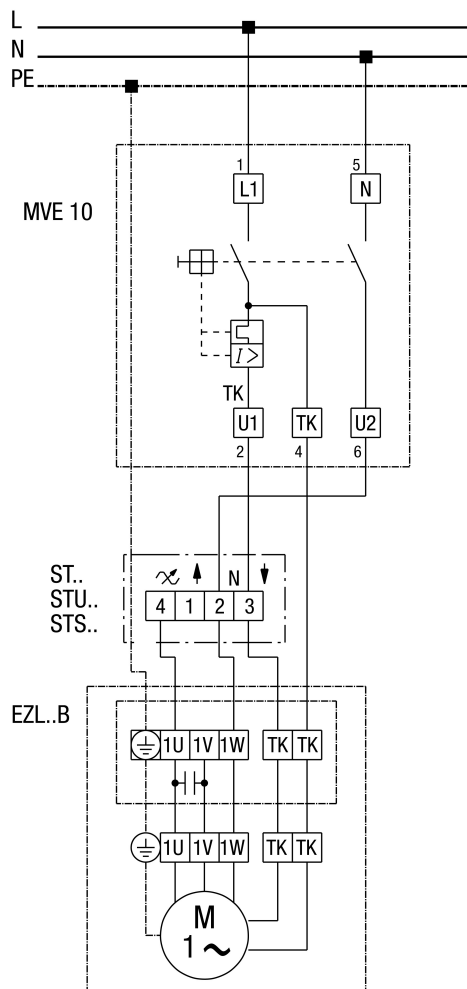 L
N
PE
1 5
L1 N
MVE 10
I >
TK
U1 TK U2
2 4 6
ST..
STU..
STS..
N
4 1 2 3
EZL..B
1U 1V 1W TK TK
1U 1V 1W TK TK
M
1 ~